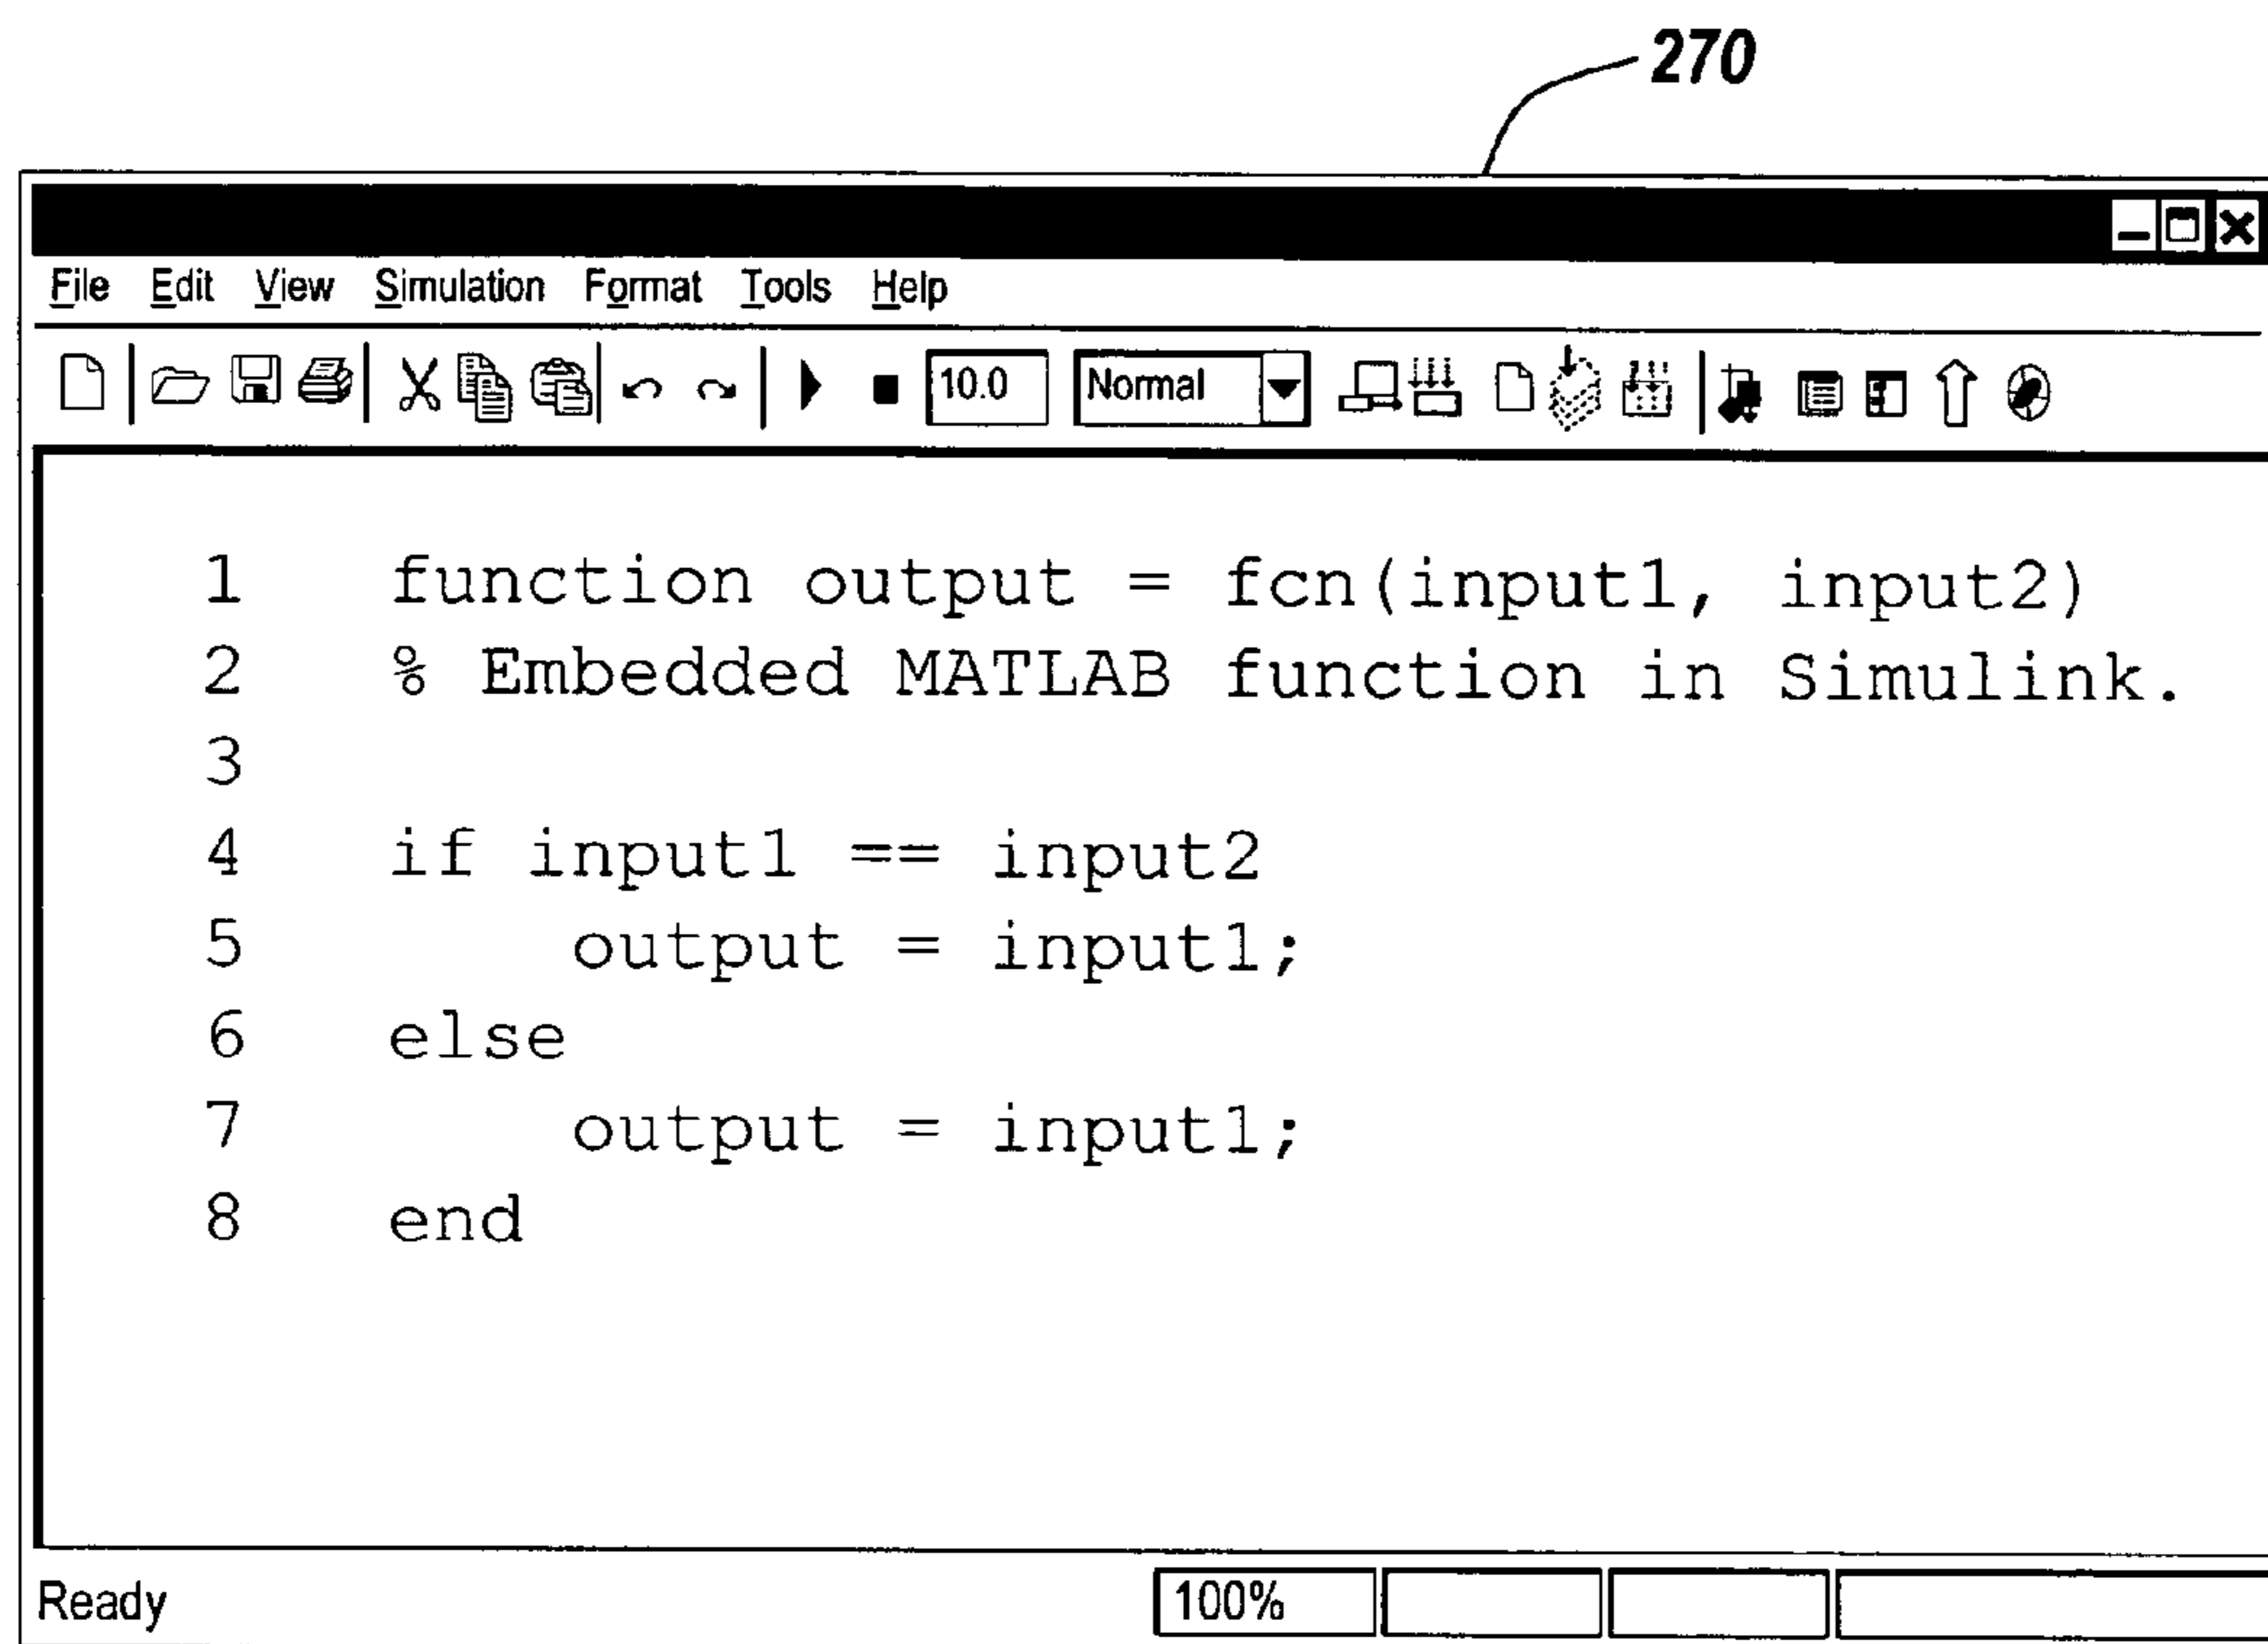 270
File Edit View Simulation Format Tools Help
10.0 Normal
1 function output = fcn(input1, input2)
2 % Embedded MATLAB function in Simulink.
3
4 if input1 == input2
5 output = input1;
6 else
7 output = input1;
8 end
Ready 100%